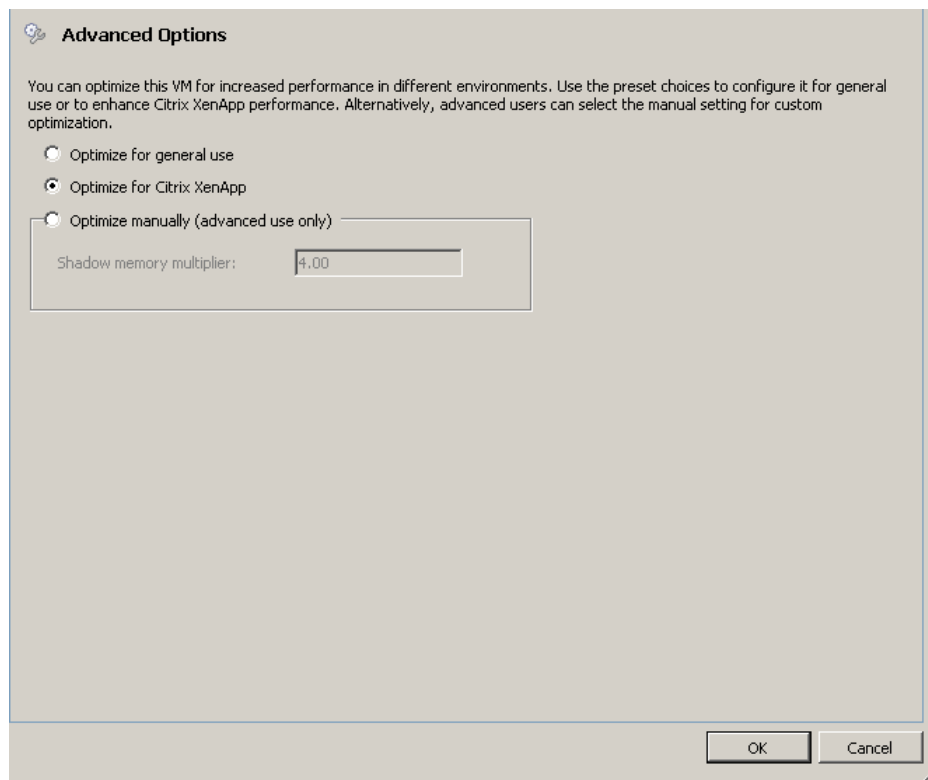 Advanced Options
You can optimize this VM for increased performance in different environments. Use the preset choices to configure it for general
use or to enhance Citrix XenApp performance. Alternatively, advanced users can select the manual setting for custom
optimization.
Optimize for general use
Optimize for Citrix XenApp
Optimize manually (advanced use only)
Shadow memory multiplier: 4.00
OK Cancel